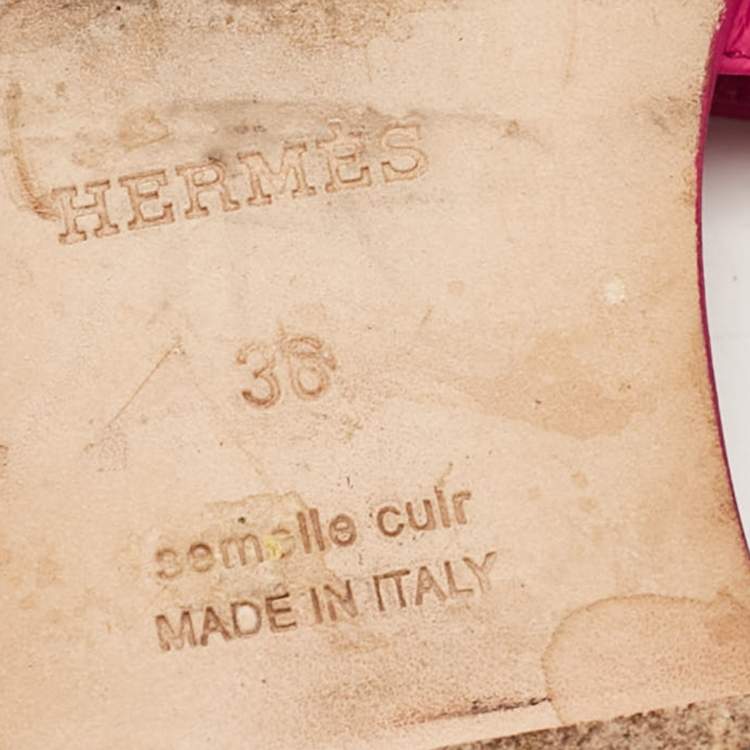 HERMÈS
36
semelle cuir
MADE IN ITALY